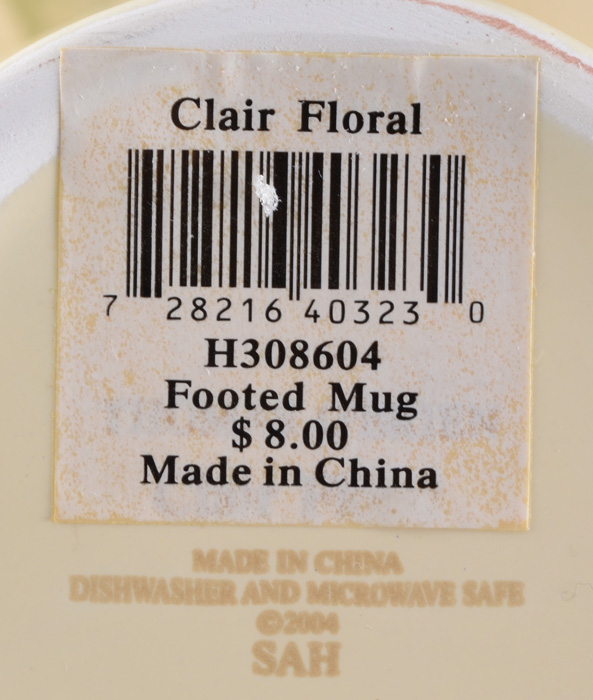 Clair Floral
7 28216 40323 0
H308604
Footed Mug
$ 8.00
Made in China
MADE IN CHINA
DISHWASHER AND MICROWAVE SAFE
©2004
SAH